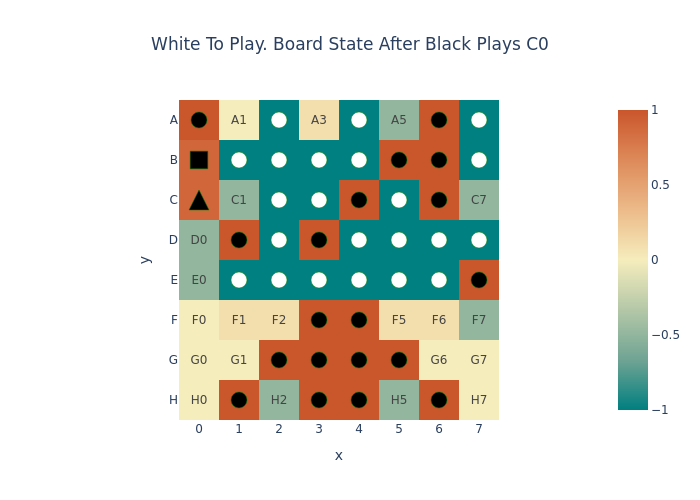 White To Play. Board State After Black Plays C0
A A1 A3 A5
B
C C1 C7
D D0
E E0
F F0 F1 F2 F5 F6 F7
G G0 G1 G6 G7
H H0 H2 H5 H7
0 1 2 3 4 5 6 7
x
y
1
0.5
0
−0.5
−1